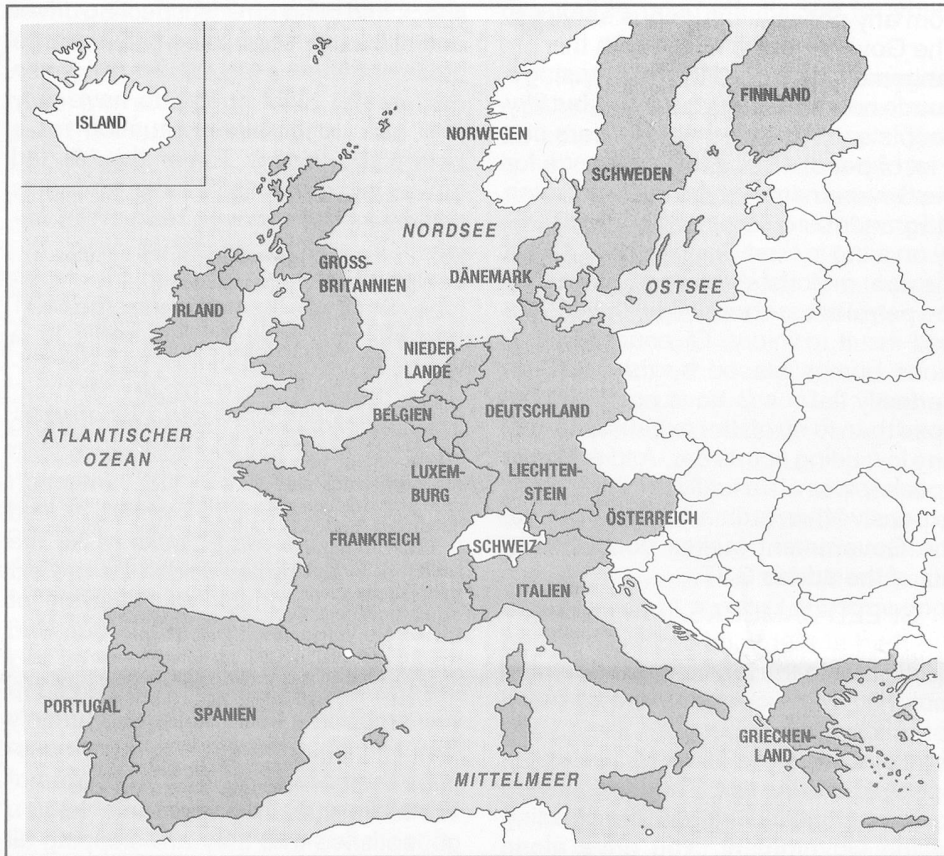 ISLAND
FINNLAND
NORWEGEN
SCHWEDEN
NORDSEE
GROSS-
BRITANNIEN
DÄNEMARK
OSTSEE
IRLAND
NIEDER-
LANDE
BELGIEN
DEUTSCHLAND
ATLANTISCHER
OZEAN
LUXEM-
BURG
LIECHTEN-
STEIN
ÖSTERREICH
FRANKREICH
SCHWEIZ
ITALIEN
PORTUGAL
SPANIEN
GRIECHEN-
LAND
MITTELMEER